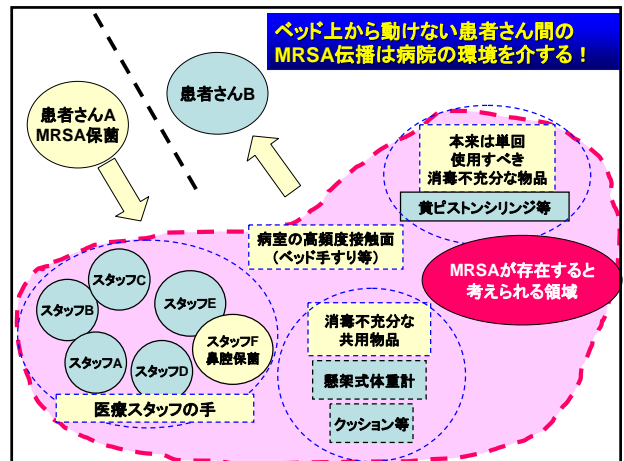 ベッド上から動けない患者さん間の
MRSA伝播は病院の環境を介する!
患者さんA
MRSA保菌
患者さんB
本来は単回
使用すべき
消毒不充分な物品
黄ピストンシリンジ等
病室の高頻度接触面
(ベッド手すり等)
MRSAが存在すると
考えられる領域
スタッフC
スタッフB
スタッフE
スタッフF
鼻腔保菌
スタッフA
スタッフD
医療スタッフの手
消毒不充分な
共用物品
懸架式体重計
クッション等